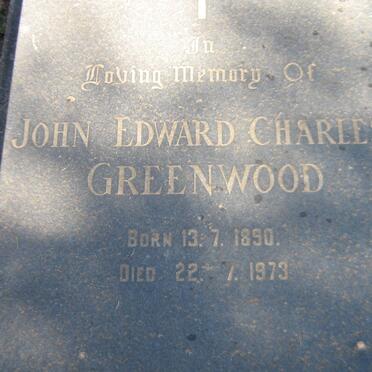 In
Loving Memory Of
JOHN EDWARD CHARLE
GREENWOOD
BORN 13.7.1890.
DIED 22.7.1973